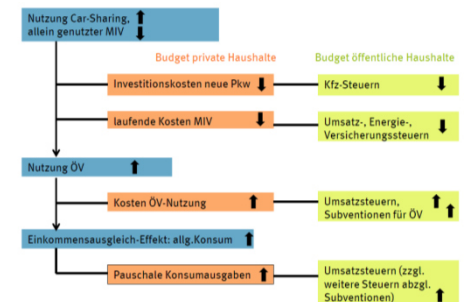 Nutzung Car-Sharing,
allein genutzter MIV
Budget private Haushalte
Budget öffentliche Haushalte
Investitionskosten neue Pkw
Kfz-Steuern
laufende Kosten MIV
Umsatz-, Energie-,
Versicherungssteuern
Nutzung ÖV
Kosten ÖV-Nutzung
Umsatzsteuern,
Subventionen für ÖV
Einkommensausgleich-Effekt: allg.Konsum
Pauschale Konsumausgaben
Umsatzsteuern (zzgl.
weitere Steuern abzgl.
Subventionen)